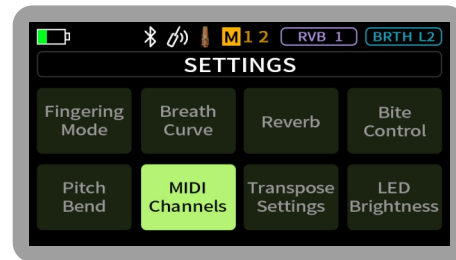 M 1 2 RVB 1 BRTH L2
SETTINGS
Fingering Mode
Breath Curve
Reverb
Bite Control
Pitch Bend
MIDI Channels
Transpose Settings
LED Brightness